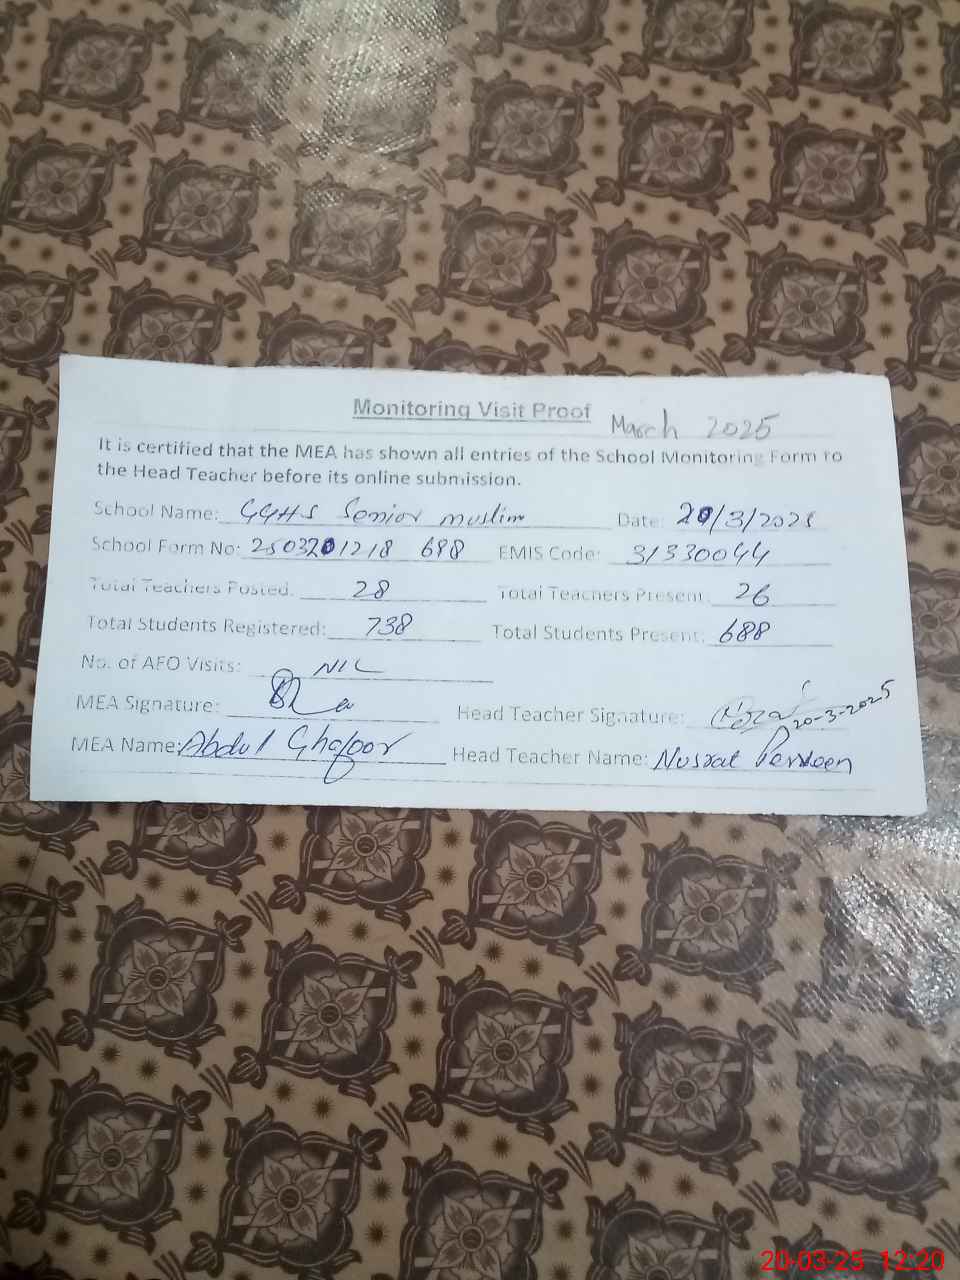 Monitoring Visit Proof March 2025
It is certified that the MEA has shown all entries of the School Monitoring Form to
the Head Teacher before its online submission.
School Name: GGHS Senior muslim Date: 20/3/2025
School Form No: 2503201218 688 EMIS Code: 31330044
Total Teachers Posted: 28 Total Teachers Present: 26
Total Students Registered: 738 Total Students Present: 688
No. of AEO Visits: NIL
MEA Signature: Head Teacher Signature: 20-3-2025
MEA Name: Abdul Ghafoor Head Teacher Name: Nusrat Perveen
20-03-25 12:20